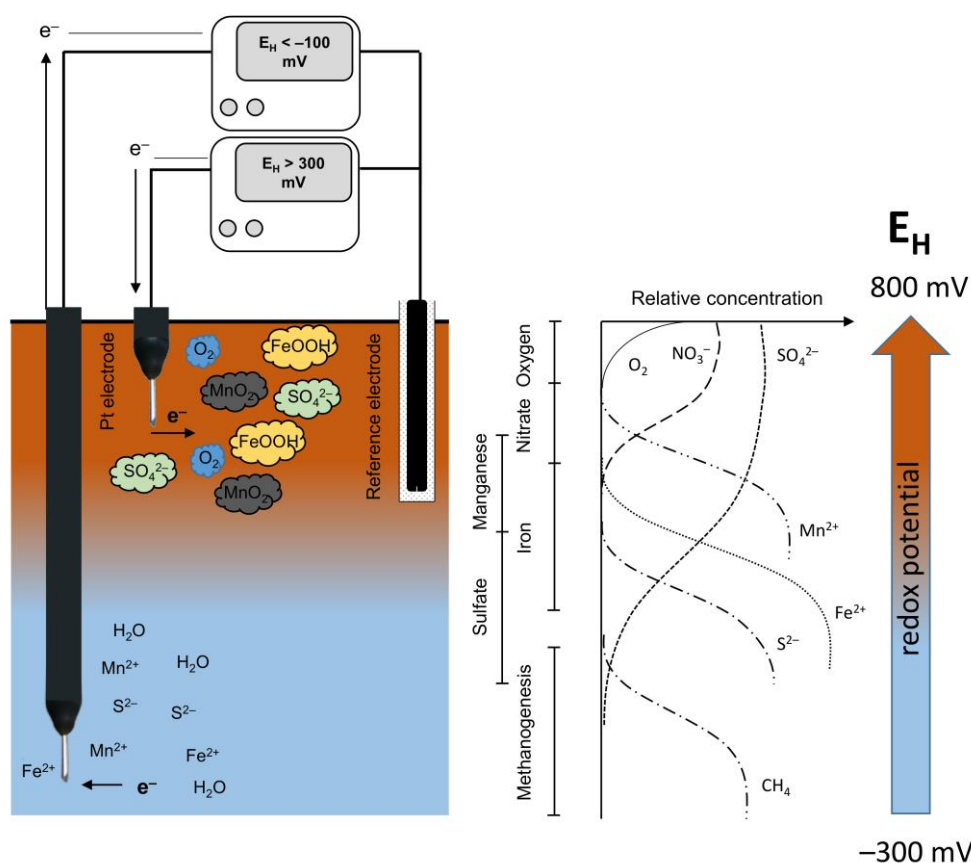 e⁻
E_H < –100
mV
e⁻
E_H > 300
mV
Pt electrode
Reference electrode
O₂
FeOOH
MnO₂
SO₄²⁻
e⁻
FeOOH
O₂
SO₄²⁻
MnO₂
H₂O
Mn²⁺
H₂O
S²⁻
S²⁻
Mn²⁺
Fe²⁺
Fe²⁺
e⁻
H₂O
Relative concentration
Oxygen
Nitrate
Manganese
Iron
Sulfate
Methanogenesis
O₂
NO₃⁻
SO₄²⁻
Mn²⁺
Fe²⁺
S²⁻
CH₄
E_H
800 mV
redox potential
–300 mV